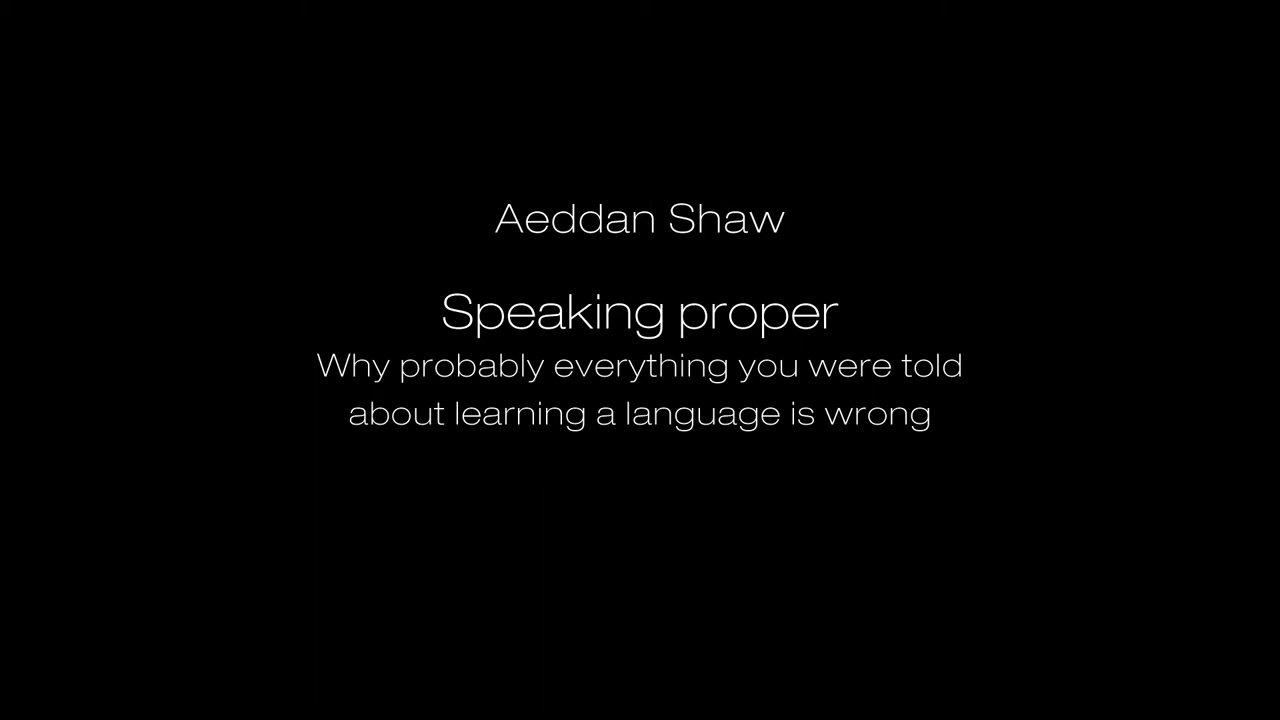 Aeddan Shaw
Speaking proper
Why probably everything you were told
about learning a language is wrong